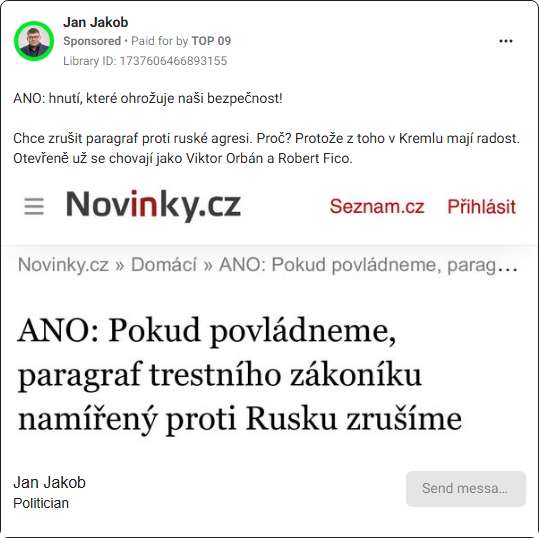 Jan Jakob
Sponsored • Paid for by TOP 09
Library ID: 1737606466893155
ANO: hnutí, které ohrožuje naši bezpečnost!
Chce zrušit paragraf proti ruské agresi. Proč? Protože z toho v Kremlu mají radost.
Otevřeně už se chovají jako Viktor Orbán a Robert Fico.
Novinky.cz
Seznam.cz Přihlásit
Novinky.cz » Domácí » ANO: Pokud povládneme, parag...
ANO: Pokud povládneme,
paragraf trestního zákoníku
namířený proti Rusku zrušíme
Jan Jakob
Politician
Send messa...